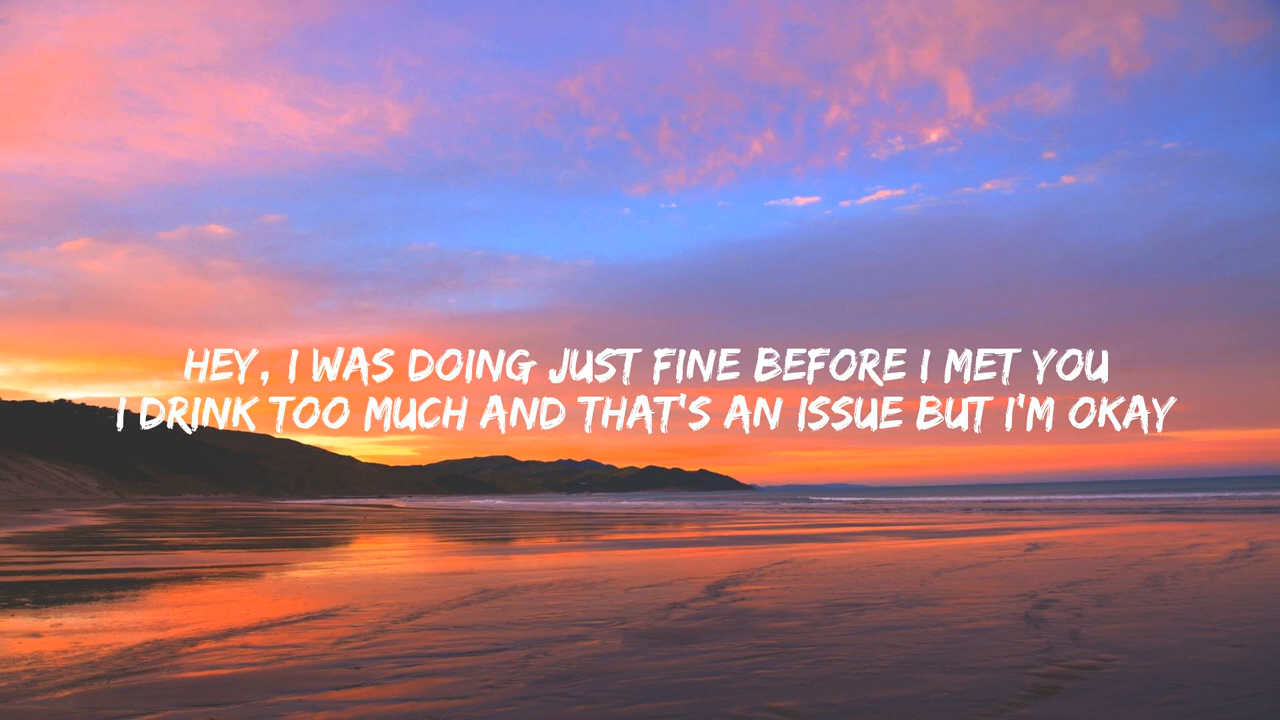 HEY, I WAS DOING JUST FINE BEFORE I MET YOU
I DRINK TOO MUCH AND THAT'S AN ISSUE BUT I'M OKAY